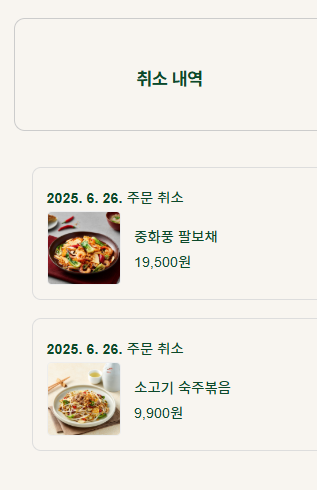 취소 내역
2025. 6. 26. 주문 취소
중화풍 팔보채
19,500원
2025. 6. 26. 주문 취소
소고기 숙주볶음
9,900원